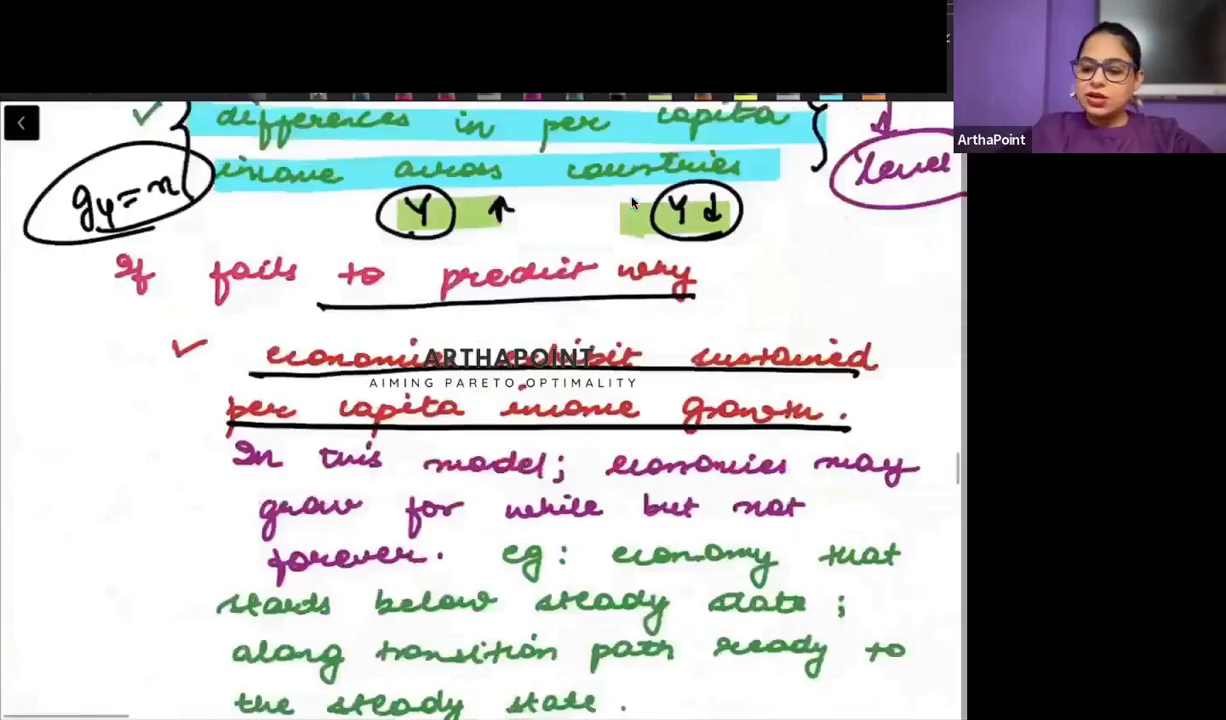 differences in per capita
income across countries
level
gy = n
Y ↑ Y ↓
It fails to predict why
✓ economies exhibit sustained
ARTHAPOINT
AIMING PARETO OPTIMALITY
per capita income growth.
In this model; economies may
grow for while but not
forever. eg: economy that
starts below steady state ;
along transition path ready to
the steady state.
ArthaPoint